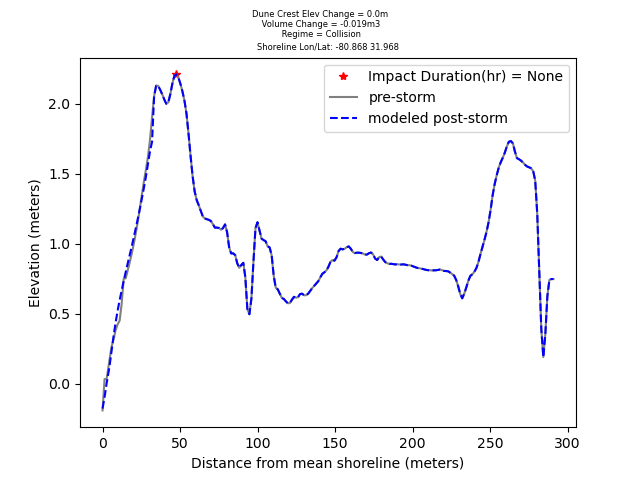 Dune Crest Elev Change = 0.0m
Volume Change = -0.019m3
Regime = Collision
Shoreline Lon/Lat: -80.868 31.968
Impact Duration(hr) = None
pre-storm
modeled post-storm
Elevation (meters)
2.0
1.5
1.0
0.5
0.0
0 50 100 150 200 250 300
Distance from mean shoreline (meters)